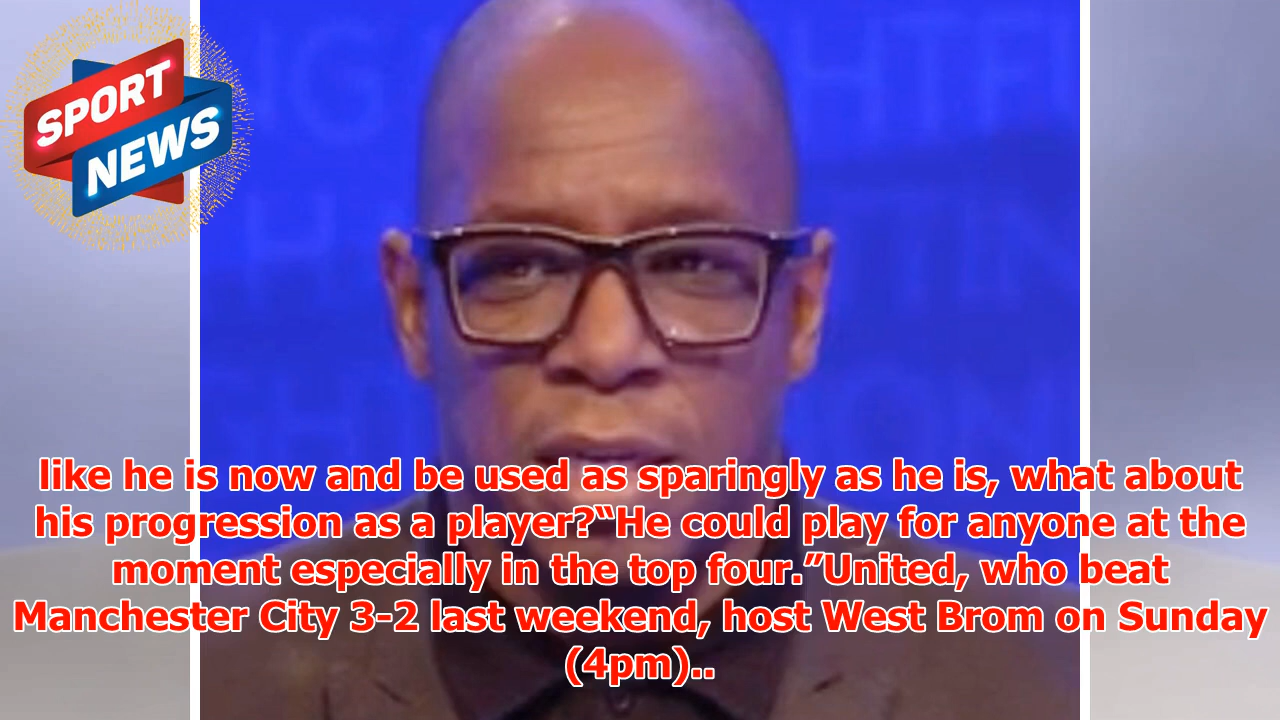 SPORT
NEWS
like he is now and be used as sparingly as he is, what about
his progression as a player?“He could play for anyone at the
moment especially in the top four.”United, who beat
Manchester City 3-2 last weekend, host West Brom on Sunday
(4pm)..